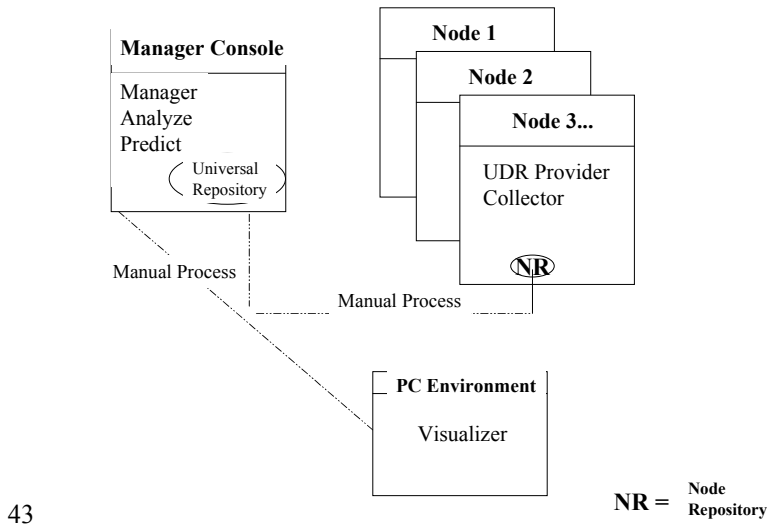 Manager Console
Manager
Analyze
Predict
Universal
Repository
Node 1
Node 2
Node 3...
UDR Provider
Collector
NR
Manual Process
Manual Process
PC Environment
Visualizer
NR = Node
Repository
43